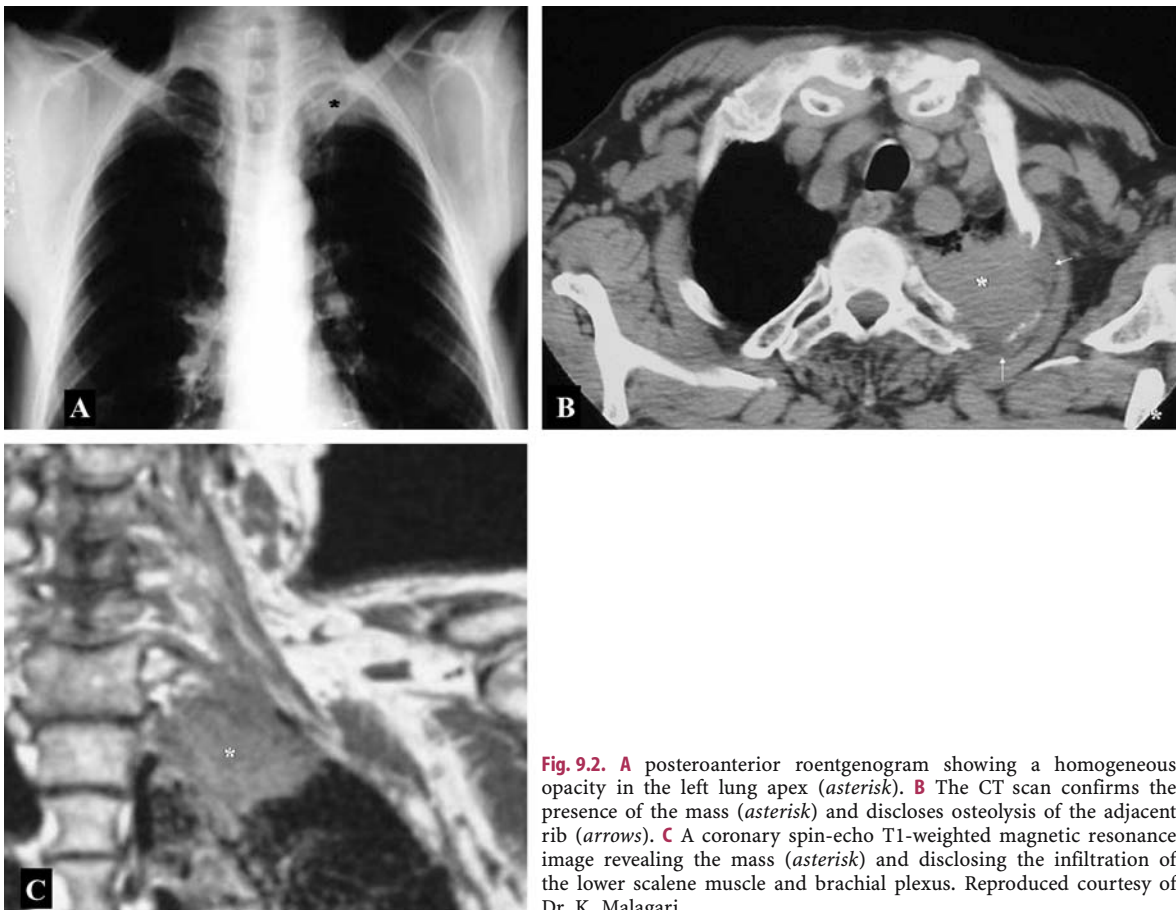 A
B
C
Fig. 9.2. A posteroanterior roentgenogram showing a homogeneous
opacity in the left lung apex (asterisk). B The CT scan confirms the
presence of the mass (asterisk) and discloses osteolysis of the adjacent
rib (arrows). C A coronary spin-echo T1-weighted magnetic resonance
image revealing the mass (asterisk) and disclosing the infiltration of
the lower scalene muscle and brachial plexus. Reproduced courtesy of
Dr. K. Malagari